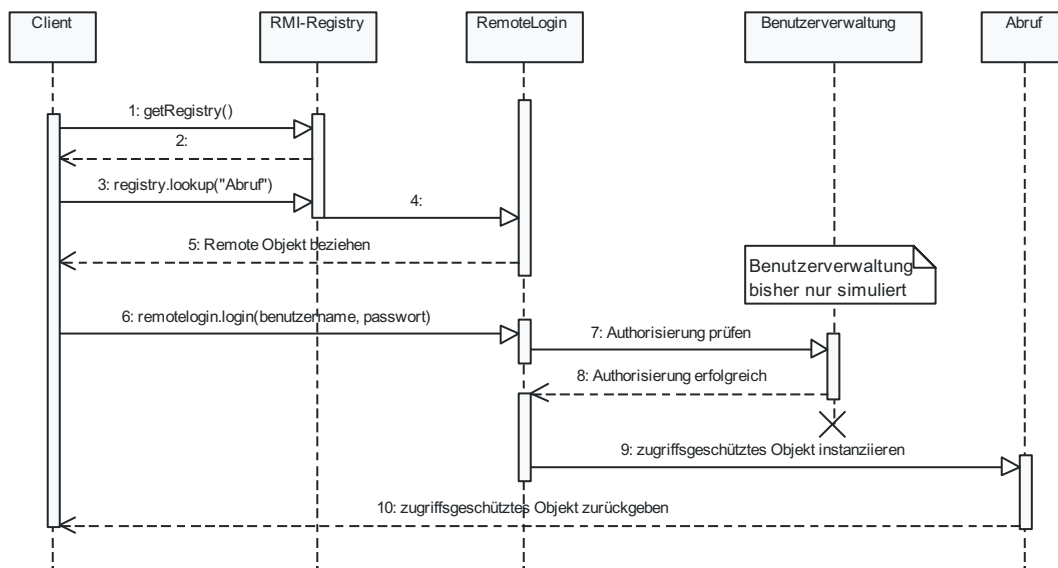 Client
RMI-Registry
RemoteLogin
Benutzerverwaltung
Abruf
1: getRegistry()
2:
3: registry.lookup("Abruf")
4:
5: Remote Objekt beziehen
Benutzerverwaltung
bisher nur simuliert
6: remotelogin.login(benutzername, passwort)
7: Authorisierung prüfen
8: Authorisierung erfolgreich
9: zugriffsgeschütztes Objekt instanziieren
10: zugriffsgeschütztes Objekt zurückgeben